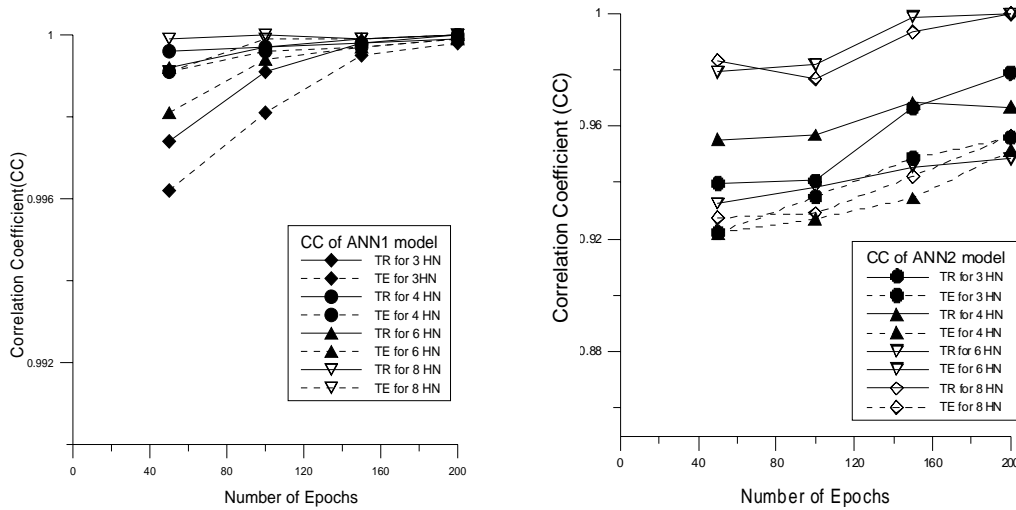 1
0.996
0.992
Correlation Coefficient(CC)
CC of ANN1 model
TR for 3 HN
TE for 3HN
TR for 4 HN
TE for 4 HN
TR for 6 HN
TE for 6 HN
TR for 8 HN
TE for 8 HN
0 40 80 120 160 200
Number of Epochs
1
0.96
0.92
0.88
Correlation Coefficient (CC)
CC of ANN2 model
TR for 3 HN
TE for 3 HN
TR for 4 HN
TE for 4 HN
TR for 6 HN
TE for 6 HN
TR for 8 HN
TE for 8 HN
0 40 80 120 160 200
Number of Epochs